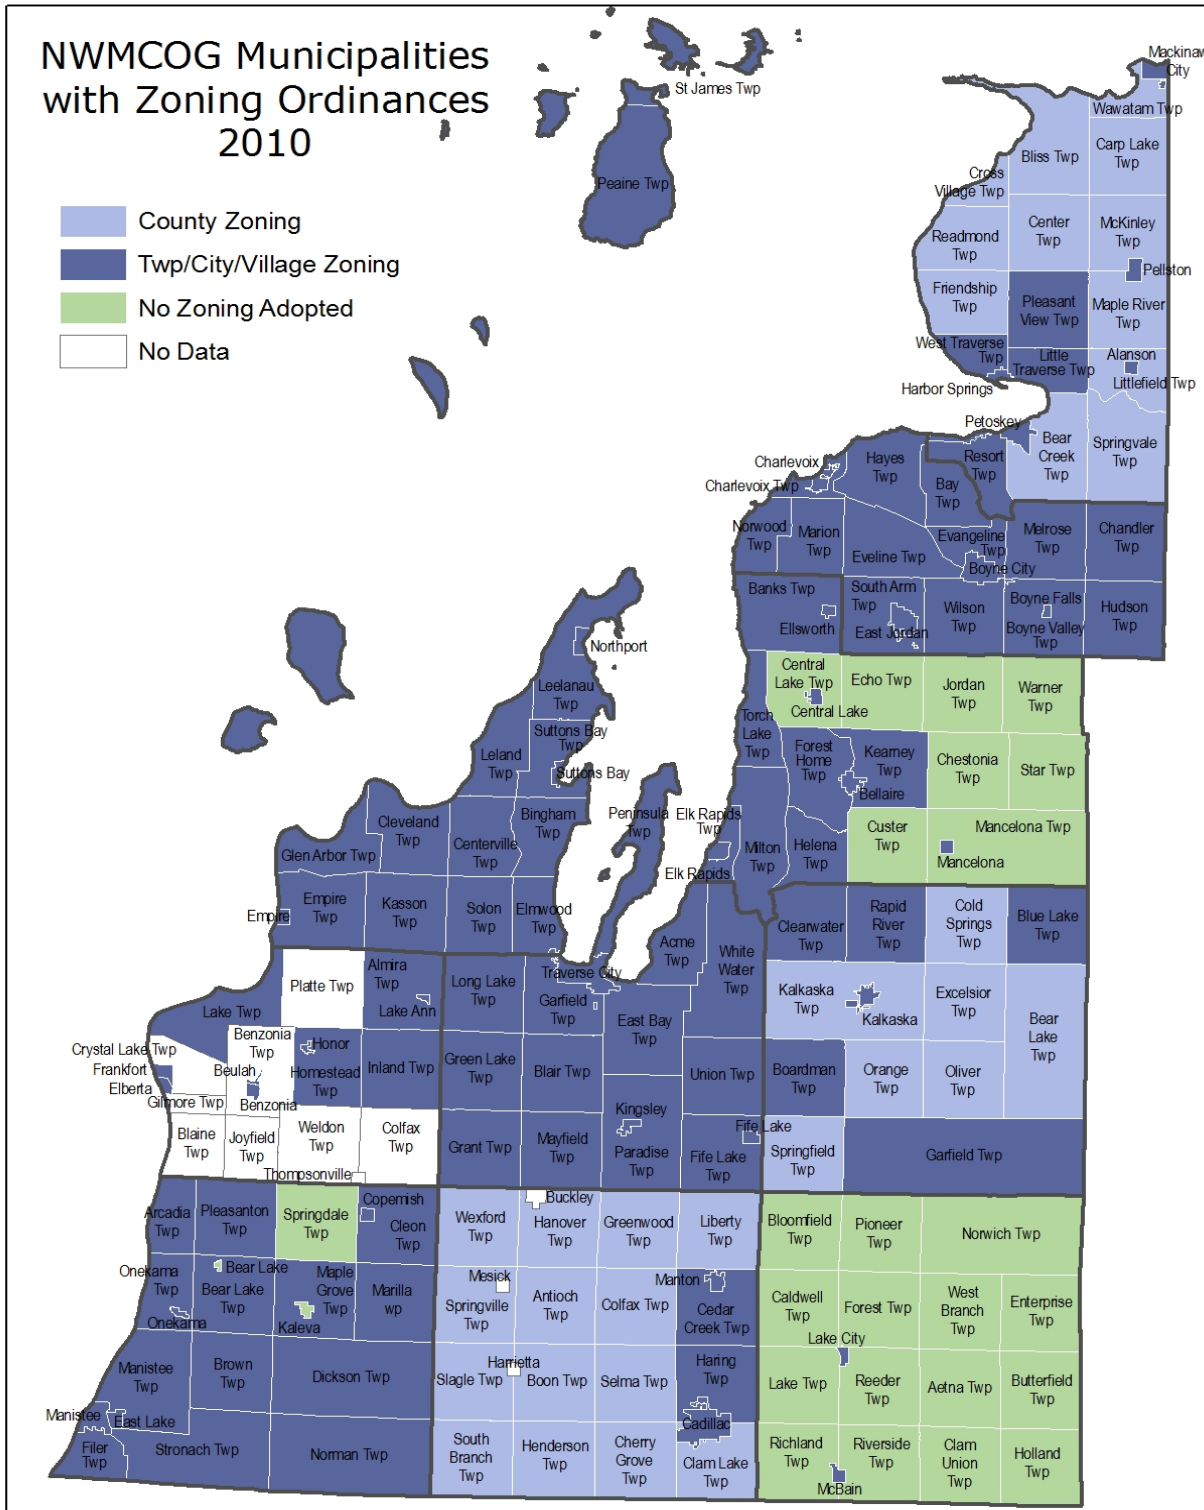 NWMCOG Municipalities
with Zoning Ordinances
2010
County Zoning
Twp/City/Village Zoning
No Zoning Adopted
No Data
St James Twp
Peaine Twp
Mackinaw
City
Wawatam Twp
Bliss Twp
Carp Lake
Twp
Cross
Village Twp
Readmond
Twp
Center
Twp
McKinley
Twp
Pellston
Friendship
Twp
Pleasant
View Twp
Maple River
Twp
West Traverse
Twp
Little
Traverse Twp
Alanson
Littlefield Twp
Harbor Springs
Petoskey
Bear
Creek
Twp
Springvale
Twp
Resort
Twp
Charlevoix
Charlevoix Twp
Hayes
Twp
Bay
Twp
Norwood
Twp
Marion
Twp
Eveline Twp
Evangeline
Twp
Boyne City
Melrose
Twp
Chandler
Twp
Banks Twp
Ellsworth
South Arm
Twp
East Jordan
Wilson
Twp
Boyne Falls
Boyne Valley
Twp
Hudson
Twp
Northport
Leelanau
Twp
Suttons Bay
Twp
Leland
Twp
Suttons Bay
Cleveland
Twp
Centerville
Twp
Bingham
Twp
Glen Arbor Twp
Empire
Empire
Twp
Kasson
Twp
Solon
Twp
Elmwood
Twp
Central
Lake Twp
Central Lake
Echo Twp
Jordan
Twp
Warner
Twp
Torch
Lake
Twp
Forest
Home
Twp
Kearney
Twp
Bellaire
Chestonia
Twp
Star Twp
Peninsula
Twp
Elk Rapids
Twp
Elk Rapids
Milton
Twp
Helena
Twp
Custer
Twp
Mancelona Twp
Mancelona
Acme
Twp
White
Water
Twp
Clearwater
Twp
Rapid
River
Twp
Cold
Springs
Twp
Blue Lake
Twp
Platte Twp
Almira
Twp
Lake Ann
Long Lake
Twp
Traverse City
Garfield
Twp
East Bay
Twp
Kalkaska
Twp
Kalkaska
Excelsior
Twp
Bear
Lake
Twp
Lake Twp
Crystal Lake Twp
Benzonia
Twp
Honor
Frankfort
Elberta
Beulah
Homestead
Twp
Inland Twp
Gilmore Twp
Benzonia
Green Lake
Twp
Blair Twp
Union Twp
Boardman
Twp
Orange
Twp
Oliver
Twp
Blaine
Twp
Joyfield
Twp
Weldon
Twp
Colfax
Twp
Thompsonville
Grant Twp
Mayfield
Twp
Kingsley
Paradise
Twp
Fife Lake
Fife Lake
Twp
Springfield
Twp
Garfield Twp
Arcadia
Twp
Pleasanton
Twp
Springdale
Twp
Copemish
Cleon
Twp
Wexford
Twp
Buckley
Hanover
Twp
Greenwood
Twp
Liberty
Twp
Bloomfield
Twp
Pioneer
Twp
Norwich Twp
Onekama
Twp
Bear Lake
Bear Lake
Twp
Maple
Grove
Twp
Marilla
wp
Onekama
Kaleva
Mesick
Springville
Twp
Antioch
Twp
Colfax Twp
Manton
Cedar
Creek Twp
Caldwell
Twp
Forest Twp
West
Branch
Twp
Enterprise
Twp
Lake City
Manistee
Twp
Brown
Twp
Dickson Twp
Harrietta
Slagle Twp
Boon Twp
Selma Twp
Haring
Twp
Lake Twp
Reeder
Twp
Aetna Twp
Butterfield
Twp
Manistee
East Lake
Filer
Twp
Stronach Twp
Norman Twp
South
Branch
Twp
Henderson
Twp
Cherry
Grove
Twp
Cadillac
Clam Lake
Twp
Richland
Twp
Riverside
Twp
McBain
Clam
Union
Twp
Holland
Twp